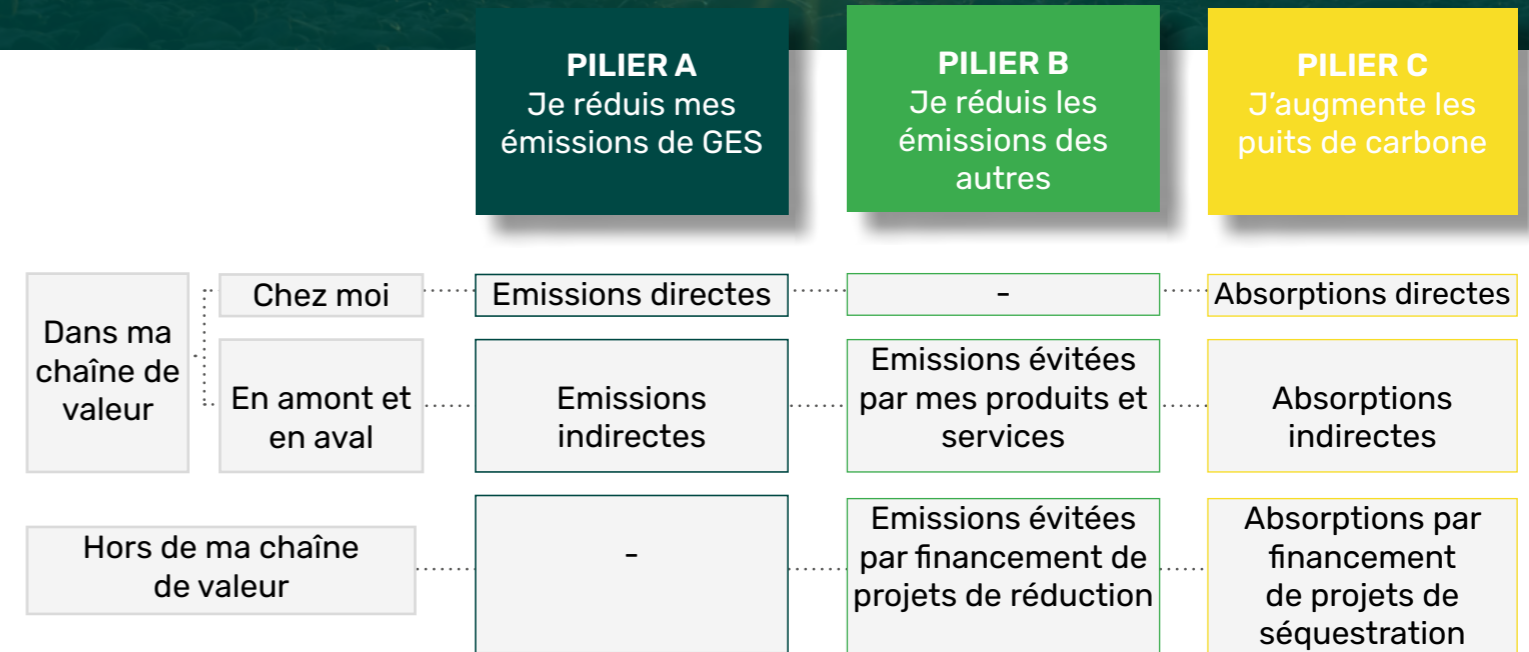 PILIER A
Je réduis mes
émissions de GES
PILIER B
Je réduis les
émissions des
autres
PILIER C
J’augmente les
puits de carbone
Dans ma
chaîne de
valeur
Chez moi
Emissions directes
-
Absorptions directes
En amont et
en aval
Emissions
indirectes
Emissions évitées
par mes produits et
services
Absorptions
indirectes
Hors de ma chaîne
de valeur
-
Emissions évitées
par financement de
projets de réduction
Absorptions par
financement
de projets de
séquestration